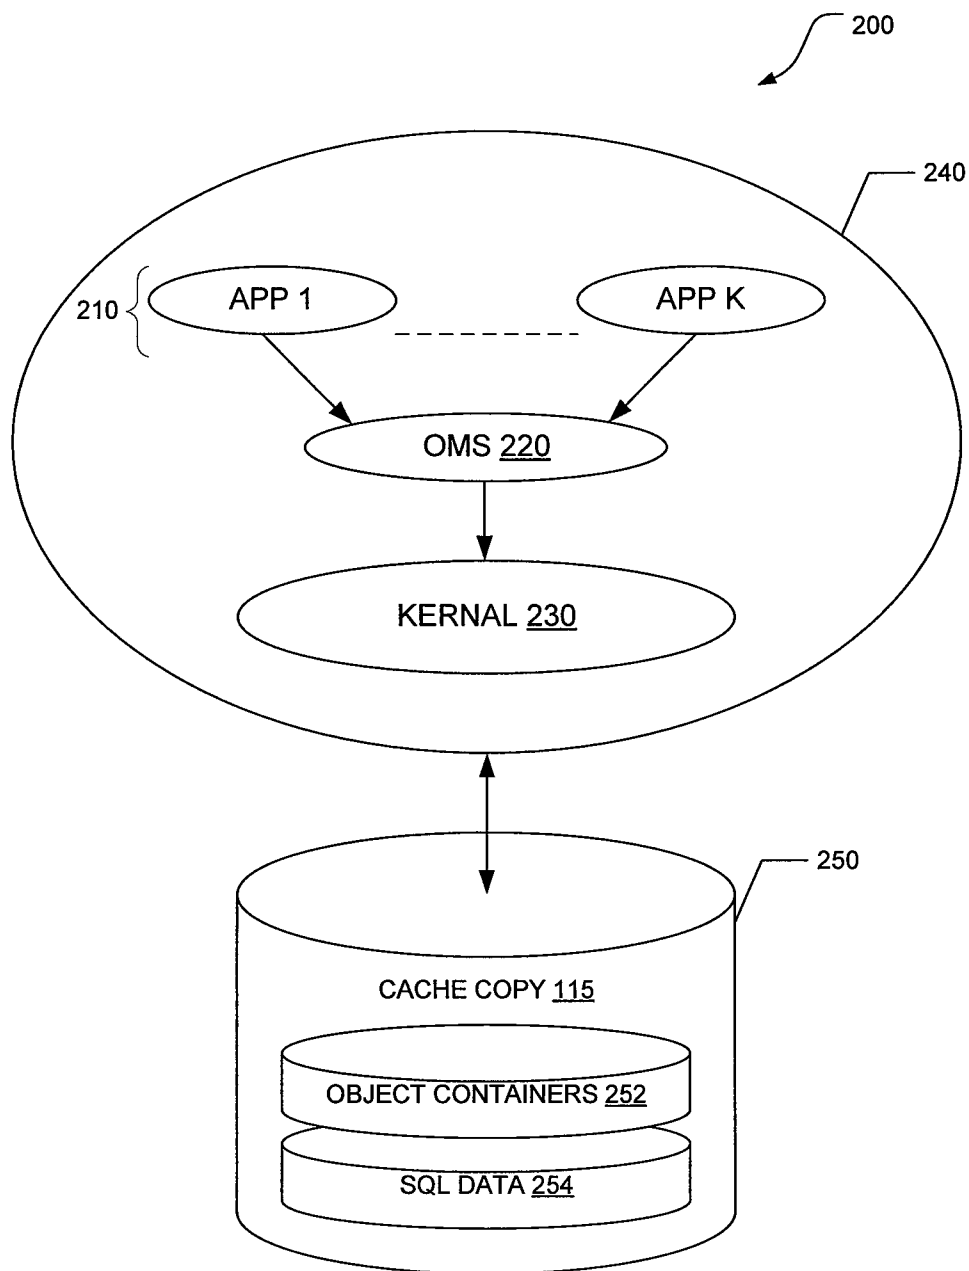 200
240
APP 1
APP K
210
OMS 220
KERNAL 230
250
CACHE COPY 115
OBJECT CONTAINERS 252
SQL DATA 254